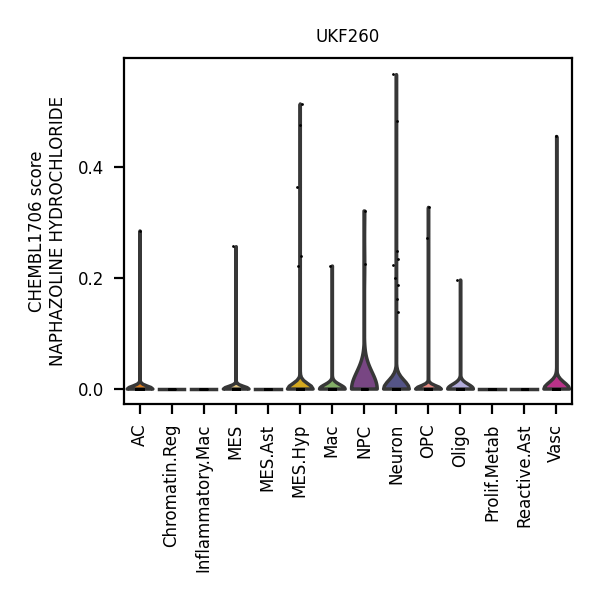 UKF260
CHEMBL1706 score
NAPHAZOLINE HYDROCHLORIDE
0.4
0.2
0.0
AC
Chromatin.Reg
Inflammatory.Mac
MES
MES.Ast
MES.Hyp
Mac
NPC
Neuron
OPC
Oligo
Prolif.Metab
Reactive.Ast
Vasc